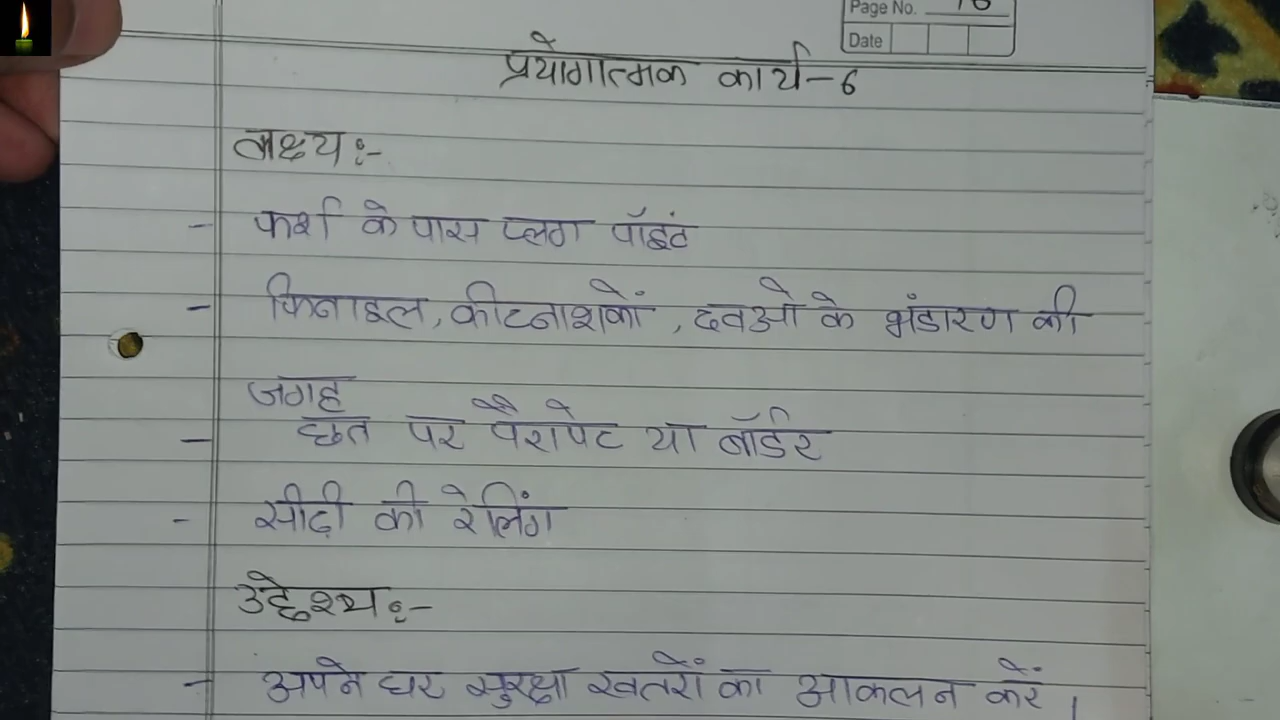 Page No. 
Date
प्रयोगात्मक कार्य-6
लक्ष्य:-
- फर्श के पास प्लग पॉइंट
- फिनाइल, कीटनाशकों, दवओ के भंडारण की
जगह
- छत पर पैरापेट या बॉर्डर
- सीढ़ी की रेलिंग
उद्देश्य:-
- अपने घर सुरक्षा खतरों का आकलन करें।